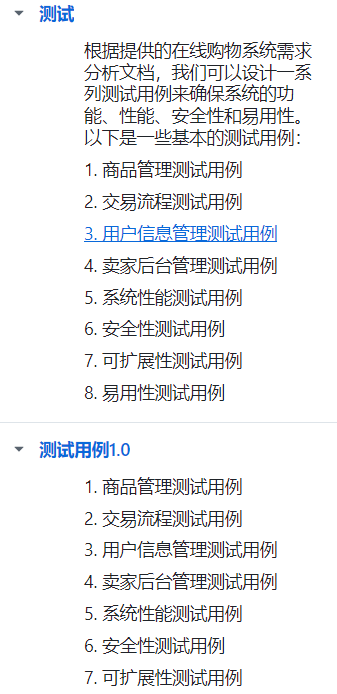 测试
根据提供的在线购物系统需求
分析文档，我们可以设计一系
列测试用例来确保系统的功
能、性能、安全性和易用性。
以下是一些基本的测试用例：
1. 商品管理测试用例
2. 交易流程测试用例
3. 用户信息管理测试用例
4. 卖家后台管理测试用例
5. 系统性能测试用例
6. 安全性测试用例
7. 可扩展性测试用例
8. 易用性测试用例
测试用例1.0
1. 商品管理测试用例
2. 交易流程测试用例
3. 用户信息管理测试用例
4. 卖家后台管理测试用例
5. 系统性能测试用例
6. 安全性测试用例
7. 可扩展性测试用例